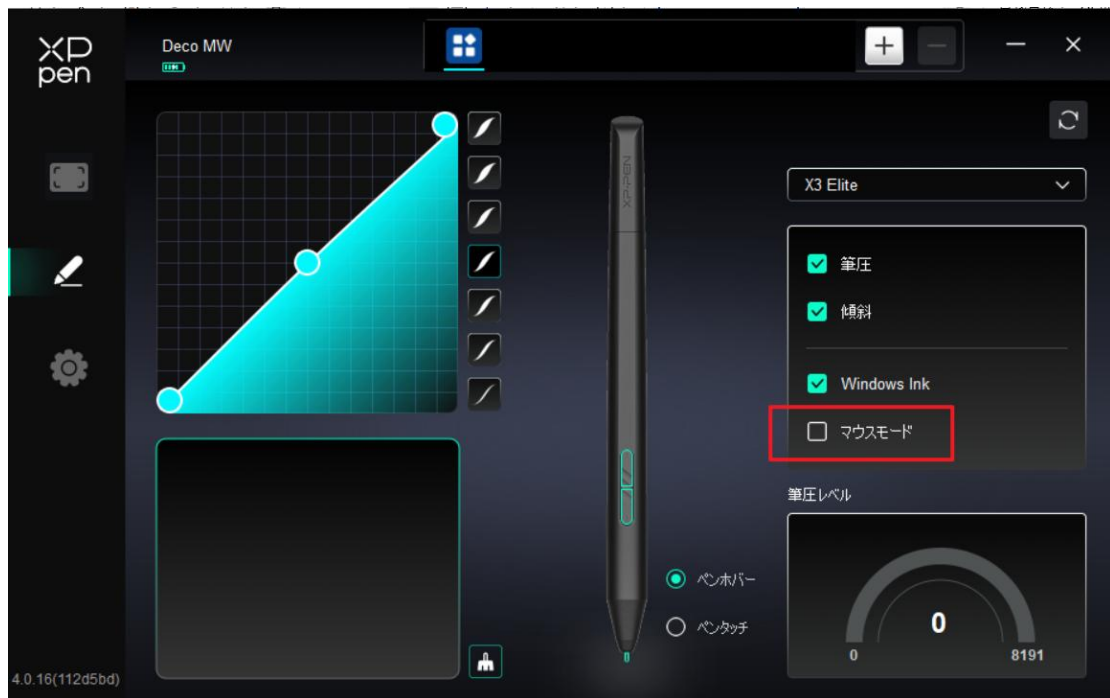 XP
pen
Deco MW
XPPEN
X3 Elite
筆圧
傾斜
Windows Ink
マウスモード
筆圧レベル
ペンホバー
ペンタッチ
0
0
8191
4.0.16(112d5bd)